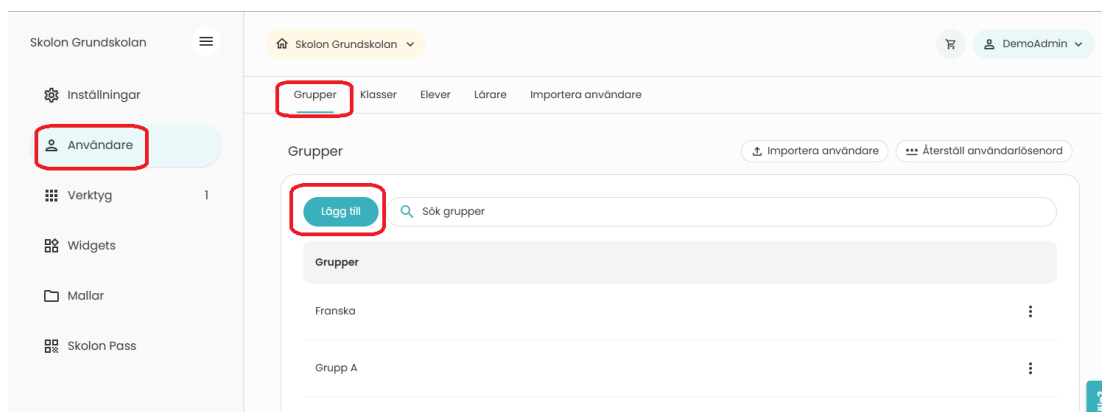 Skolon Grundskolan
Skolon Grundskolan
DemoAdmin
Inställningar
Användare
Verktyg 1
Widgets
Mallar
Skolon Pass
Grupper Klasser Elever Lärare Importera användare
Grupper
Importera användare
Återställ användarlösenord
Lägg till
Sök grupper
Grupper
Franska
Grupp A